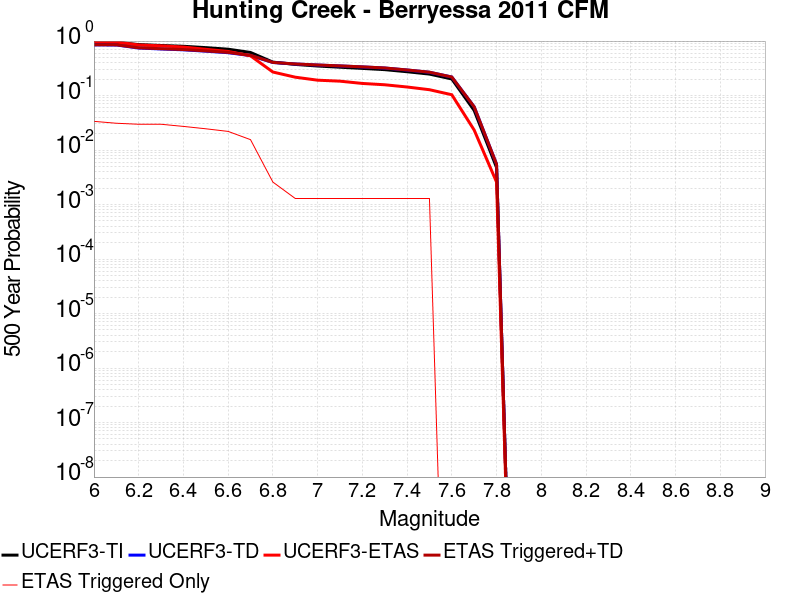 Hunting Creek - Berryessa 2011 CFM
500 Year Probability
10^0
10^-1
10^-2
10^-3
10^-4
10^-5
10^-6
10^-7
10^-8
6 6.2 6.4 6.6 6.8 7 7.2 7.4 7.6 7.8 8 8.2 8.4 8.6 8.8 9
Magnitude
UCERF3-TI UCERF3-TD UCERF3-ETAS ETAS Triggered+TD
ETAS Triggered Only